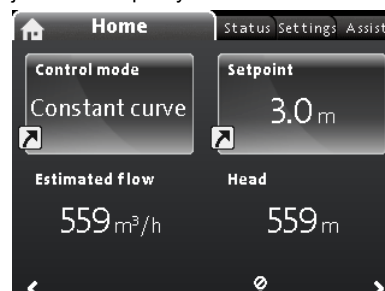 Home Status Settings Assist
Control mode Setpoint
Constant curve 3.0 m
Estimated flow Head
559 m³/h 559 m